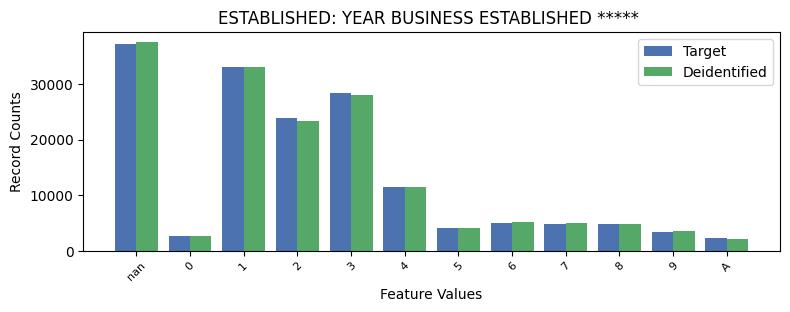 ESTABLISHED: YEAR BUSINESS ESTABLISHED *****
Target
Deidentified
Record Counts
30000
20000
10000
0
nan 0 1 2 3 4 5 6 7 8 9 A
Feature Values